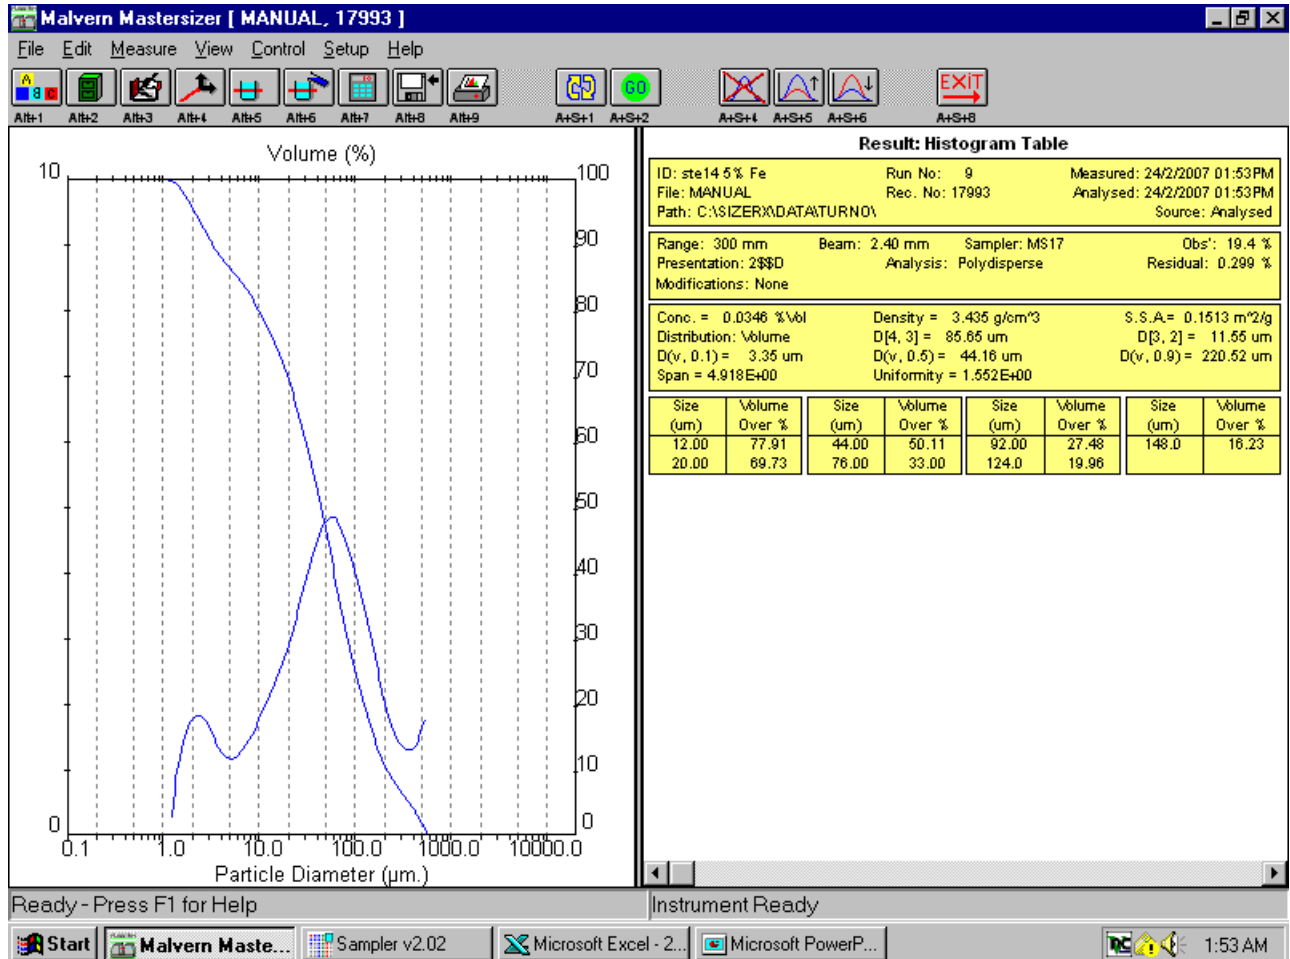 Malvern Mastersizer [ MANUAL, 17993 ]
File Edit Measure View Control Setup Help
A B C GO EXiT
Alt+1 Alt+2 Alt+3 Alt+4 Alt+5 Alt+6 Alt+7 Alt+8 Alt+9 A+S+1 A+S+2 A+S+4 A+S+5 A+S+6 A+S+8
Volume (%)
10 100
90
80
70
60
50
40
30
20
10
0 0
0.1 1.0 10.0 100.0 1000.0 10000.0
Particle Diameter (µm.)
Result: Histogram Table
ID: ste14 5% Fe Run No: 9 Measured: 24/2/2007 01:53PM
File: MANUAL Rec. No: 17993 Analysed: 24/2/2007 01:53PM
Path: C:\SIZERX\DATA\TURNO\ Source: Analysed
Range: 300 mm Beam: 2.40 mm Sampler: MS17 Obs': 19.4 %
Presentation: 2$$D Analysis: Polydisperse Residual: 0.299 %
Modifications: None
Conc. = 0.0346 %Vol Density = 3.435 g/cm^3 S.S.A.= 0.1513 m^2/g
Distribution: Volume D[4, 3] = 85.65 um D[3, 2] = 11.55 um
D(v, 0.1) = 3.35 um D(v, 0.5) = 44.16 um D(v, 0.9) = 220.52 um
Span = 4.918E+00 Uniformity = 1.552E+00
Size Volume Size Volume Size Volume Size Volume
(um) Over % (um) Over % (um) Over % (um) Over %
12.00 77.91 44.00 50.11 92.00 27.48 148.0 16.23
20.00 69.73 76.00 33.00 124.0 19.96
Ready - Press F1 for Help Instrument Ready
Start Malvern Maste... Sampler v2.02 Microsoft Excel - 2... Microsoft PowerP... 1:53 AM